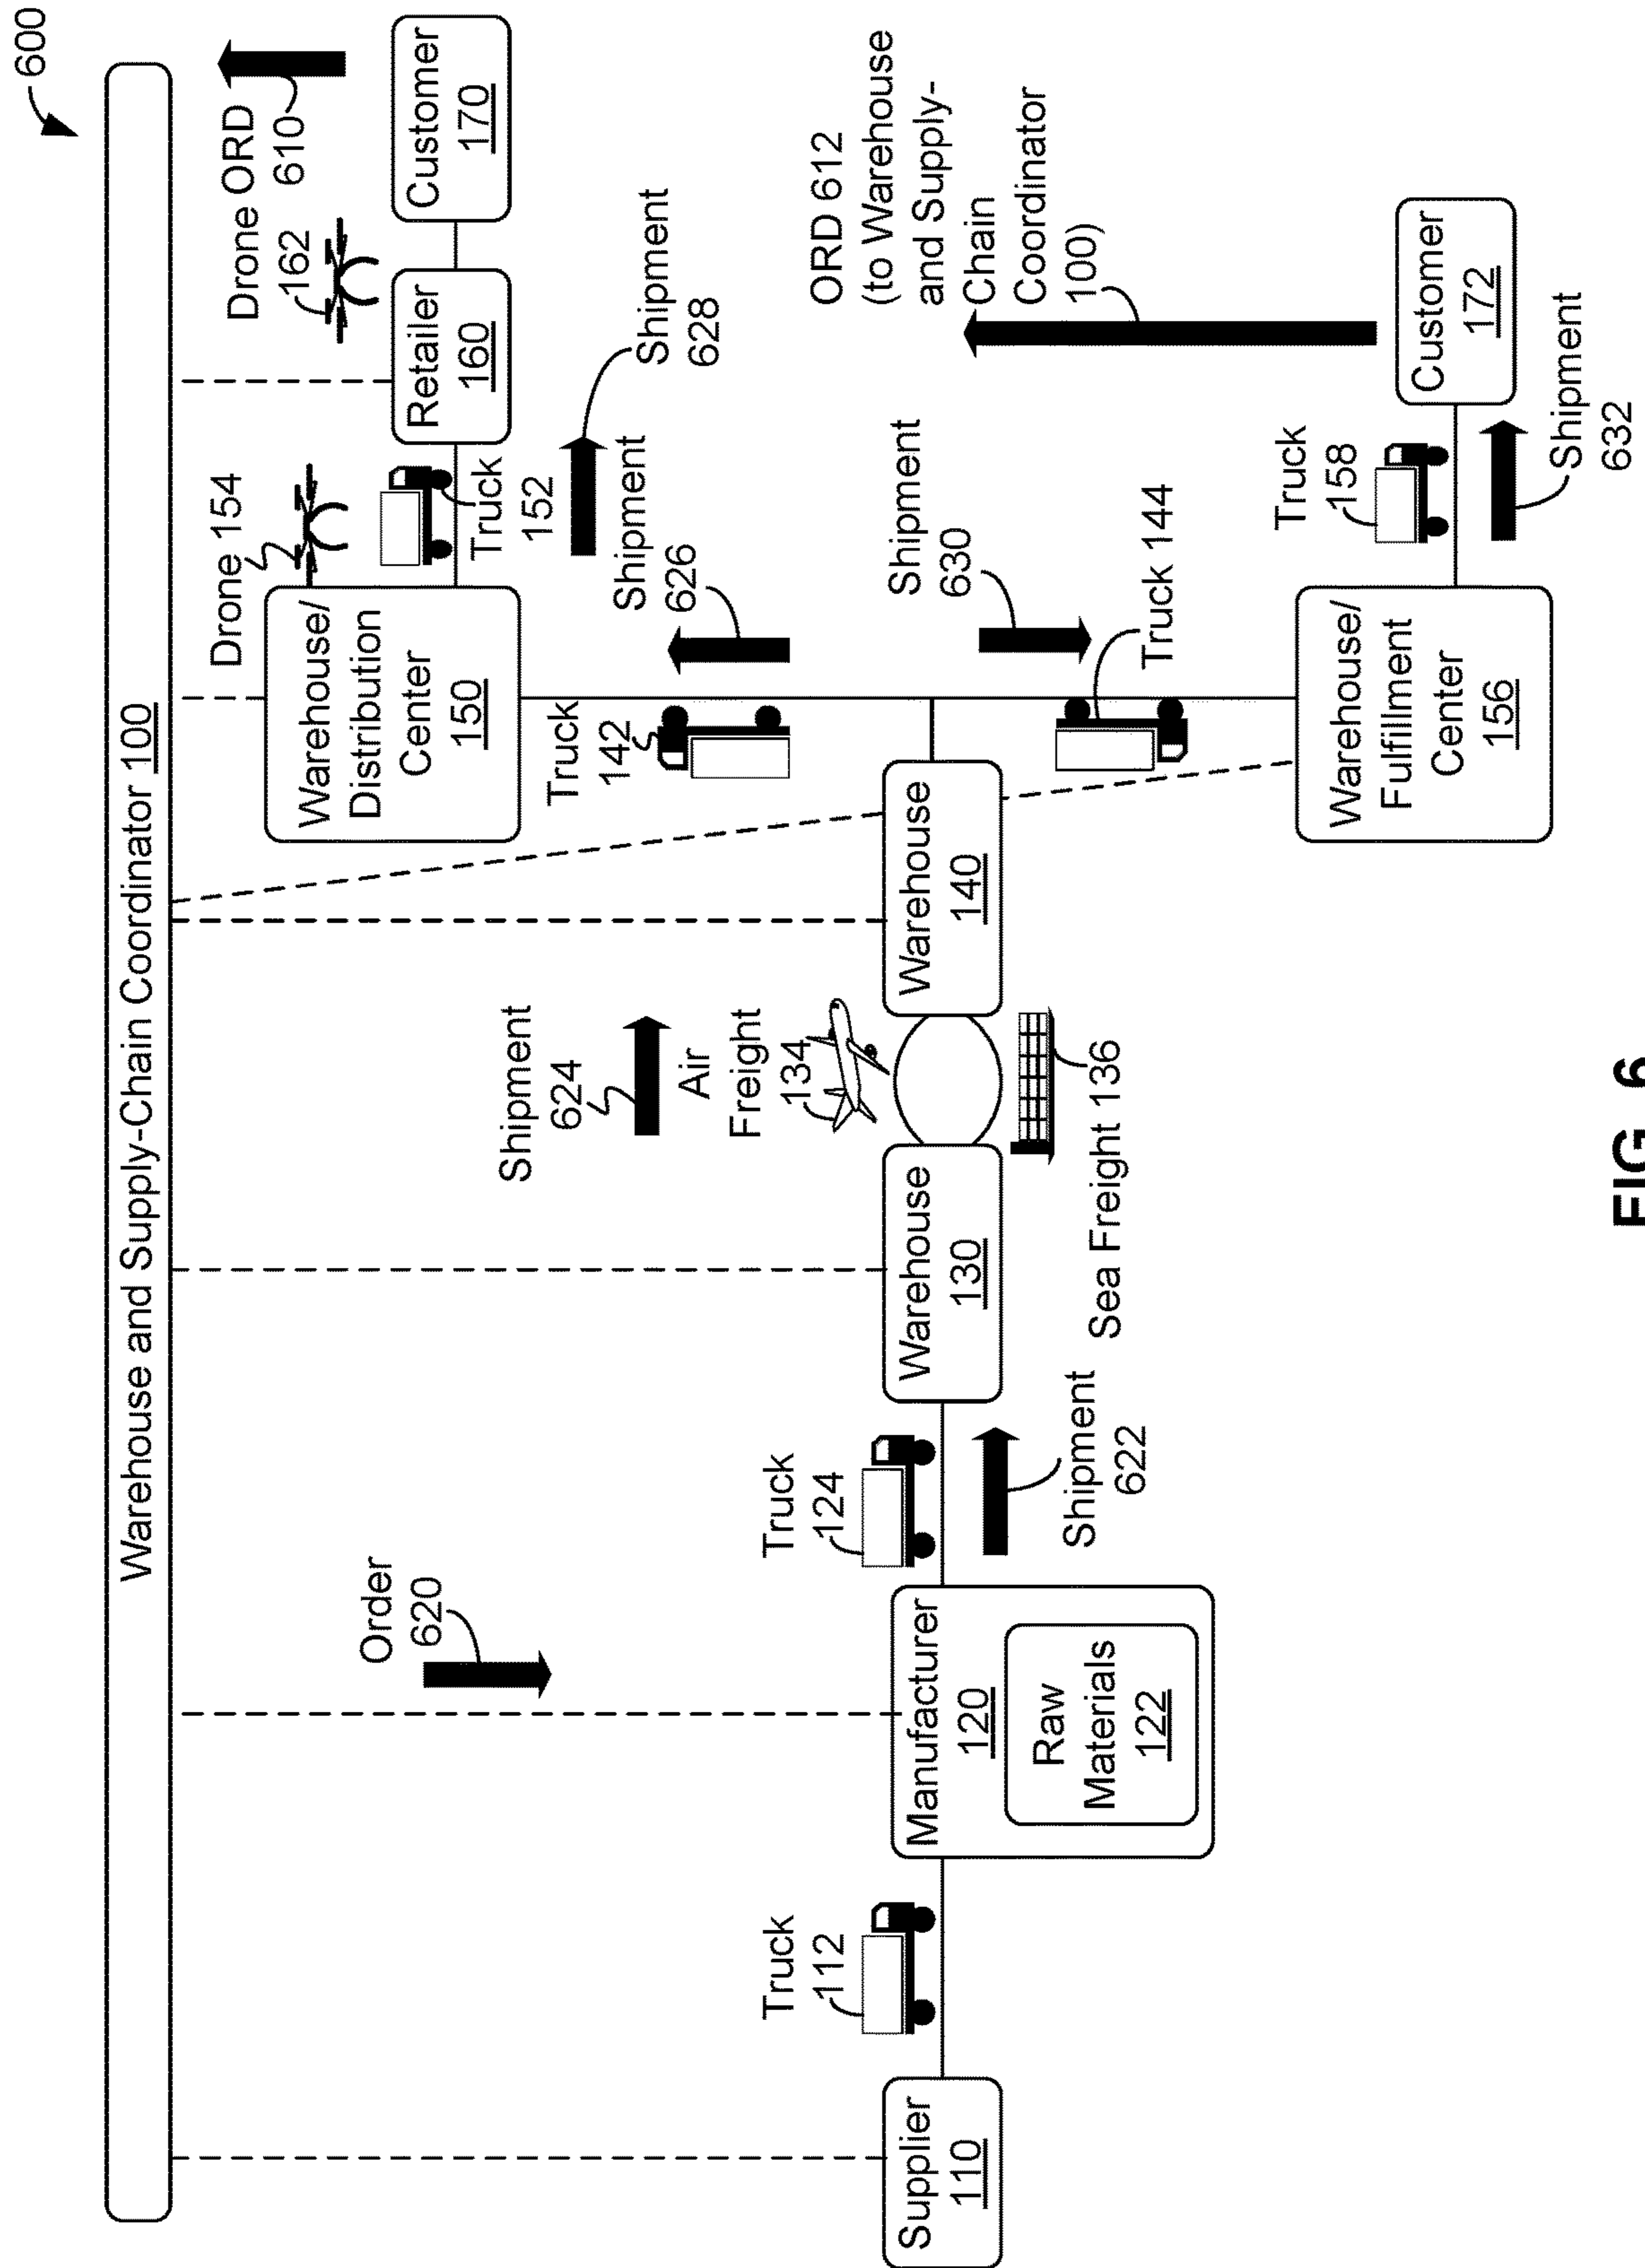 600
Warehouse and Supply-Chain Coordinator 100
Drone ORD
610
162
Drone 154
Customer
170
Retailer
160
Truck
152
Warehouse/
Distribution
Center
150
Shipment
628
Shipment
626
Truck
142
Order
620
Shipment
624
Air
Freight
134
Truck
112
Truck
124
Supplier
110
Manufacturer
120
Raw
Materials
122
Shipment
622
Warehouse
130
Sea Freight 136
Warehouse
140
Shipment
630
Truck 144
ORD 612
(to Warehouse
and Supply-
Chain
Coordinator
100)
Warehouse/
Fulfillment
Center
156
Truck
158
Customer
172
Shipment
632
FIG. 6